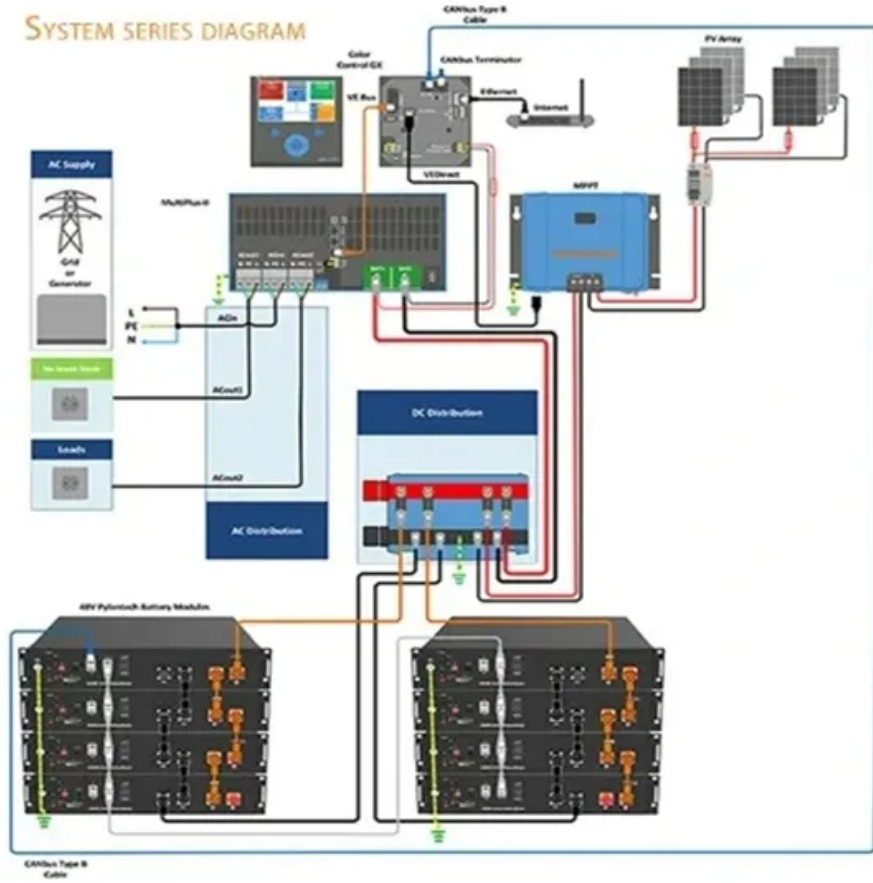 SYSTEM SERIES DIAGRAM
CANbus Type B
Cable
PV Array
Color
Control GX
CANbus Terminator
Ethernet
VE.Bus
Internet
AC Supply
VEDirect
MPPT
MultiPlus-II
Grid
or
Generator
L
PE
N
ACin
ACout1
DC Distribution
Loads
ACout2
AC Distribution
48V Pylontech Battery Modules
CANbus Type B
Cable